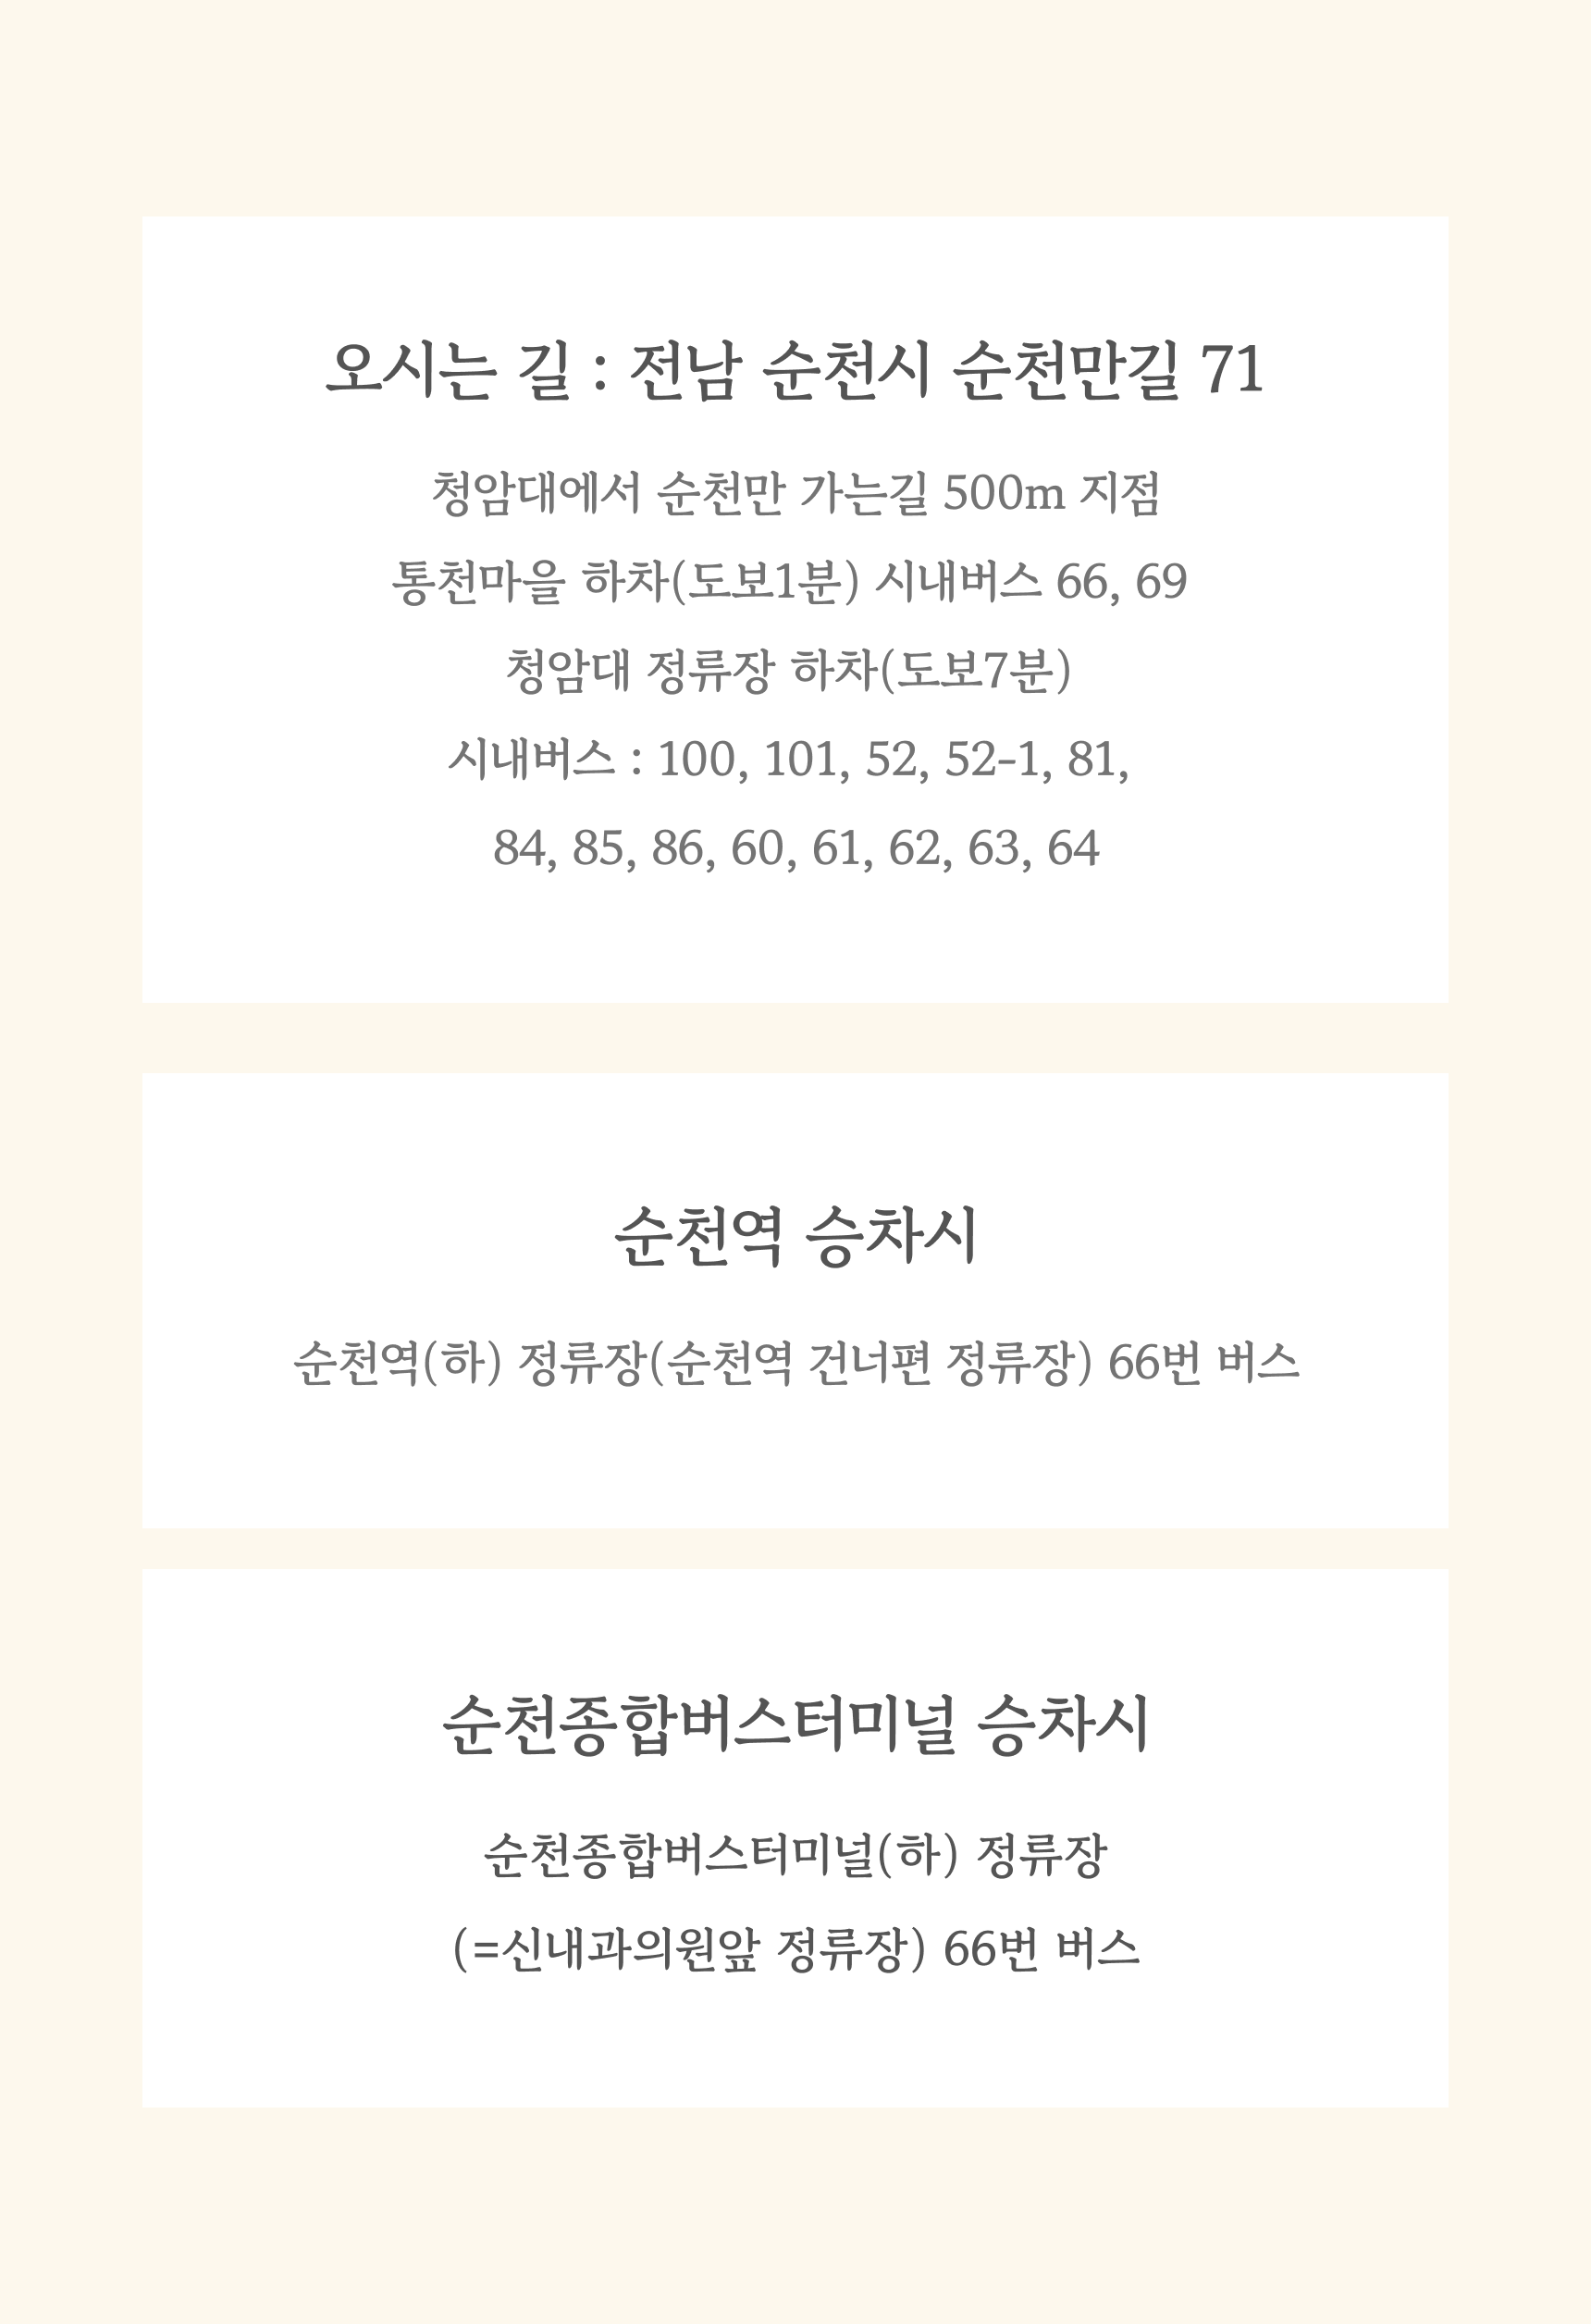 오시는 길 : 전남 순천시 순천만길 71
청암대에서 순천만 가는길 500m 지점
통천마을 하차(도보1분) 시내버스 66, 69
청암대 정류장 하차(도보7분)
시내버스 : 100, 101, 52, 52-1, 81,
84, 85, 86, 60, 61, 62, 63, 64
순천역 승차시
순천역(하) 정류장(순천역 건너편 정류장) 66번 버스
순천종합버스터미널 승차시
순천종합버스터미널(하) 정류장
(=신내과의원앞 정류장) 66번 버스